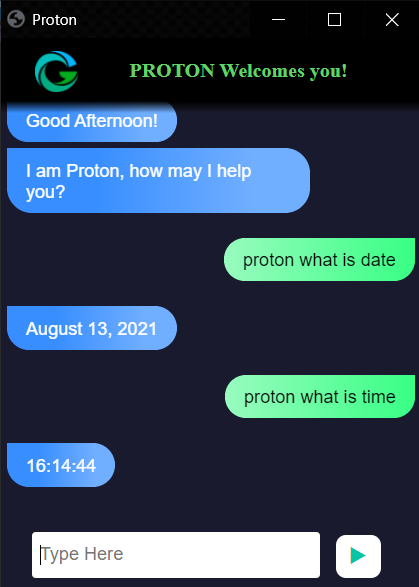 Proton
PROTON Welcomes you!
Good Afternoon!
I am Proton, how may I help
you?
proton what is date
August 13, 2021
proton what is time
16:14:44
Type Here